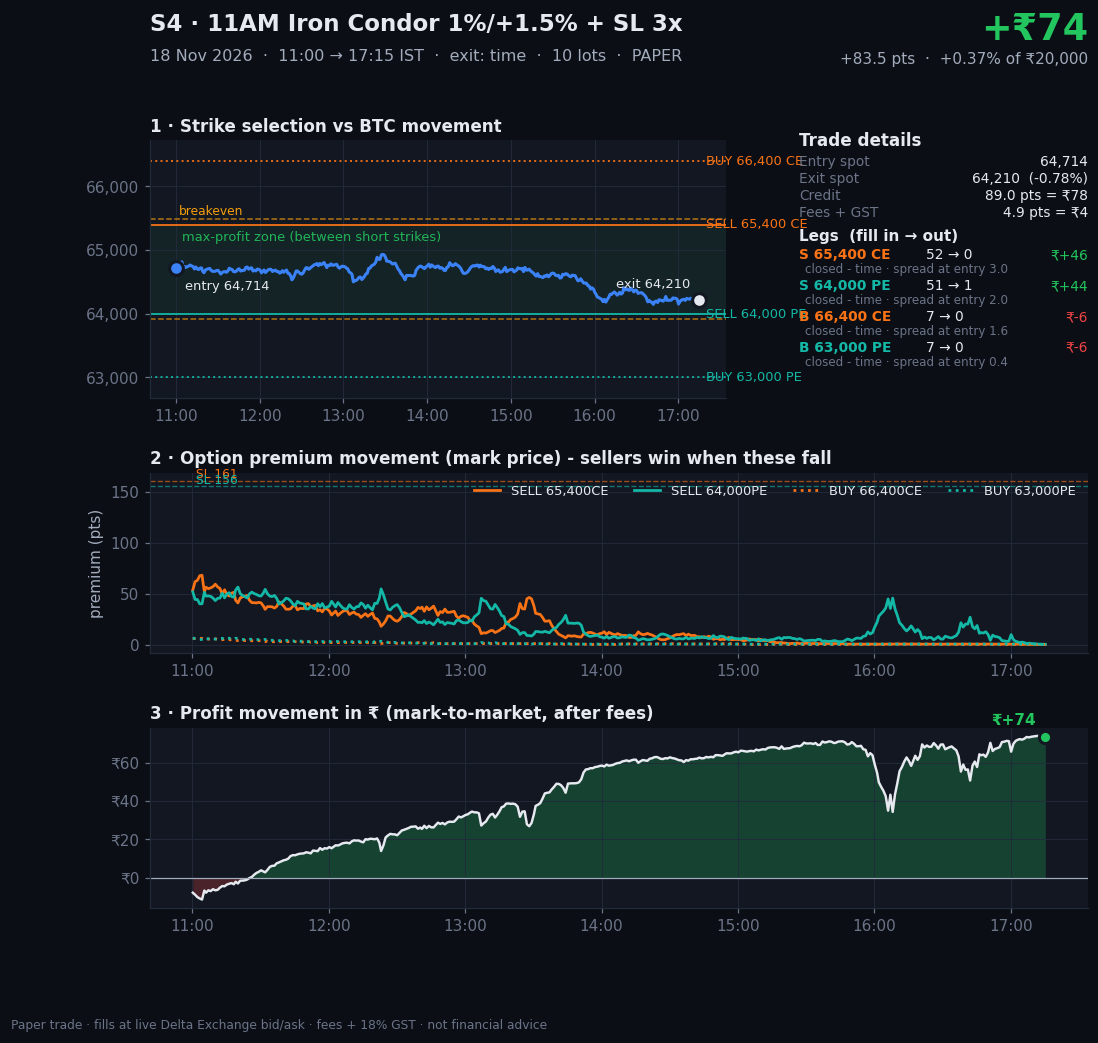 S4 · 11AM Iron Condor 1%/+1.5% + SL 3x
+₹74
18 Nov 2026 · 11:00 → 17:15 IST · exit: time · 10 lots · PAPER
+83.5 pts · +0.37% of ₹20,000
1 · Strike selection vs BTC movement
BUY 66,400 CE
66,000
breakeven
SELL 65,400 CE
max-profit zone (between short strikes)
65,000
entry 64,714
exit 64,210
64,000
SELL 64,000 PE
63,000
BUY 63,000 PE
11:00 12:00 13:00 14:00 15:00 16:00 17:00
Trade details
Entry spot 64,714
Exit spot 64,210 (-0.78%)
Credit 89.0 pts = ₹78
Fees + GST 4.9 pts = ₹4
Legs (fill in → out)
S 65,400 CE 52 → 0 ₹+46
closed - time · spread at entry 3.0
S 64,000 PE 51 → 1 ₹+44
closed - time · spread at entry 2.0
B 66,400 CE 7 → 0 ₹-6
closed - time · spread at entry 1.6
B 63,000 PE 7 → 0 ₹-6
closed - time · spread at entry 0.4
2 · Option premium movement (mark price) - sellers win when these fall
SL 161
SL 156
SELL 65,400CE SELL 64,000PE BUY 66,400CE BUY 63,000PE
premium (pts)
150
100
50
0
11:00 12:00 13:00 14:00 15:00 16:00 17:00
3 · Profit movement in ₹ (mark-to-market, after fees)
₹+74
₹60
₹40
₹20
₹0
11:00 12:00 13:00 14:00 15:00 16:00 17:00
Paper trade · fills at live Delta Exchange bid/ask · fees + 18% GST · not financial advice